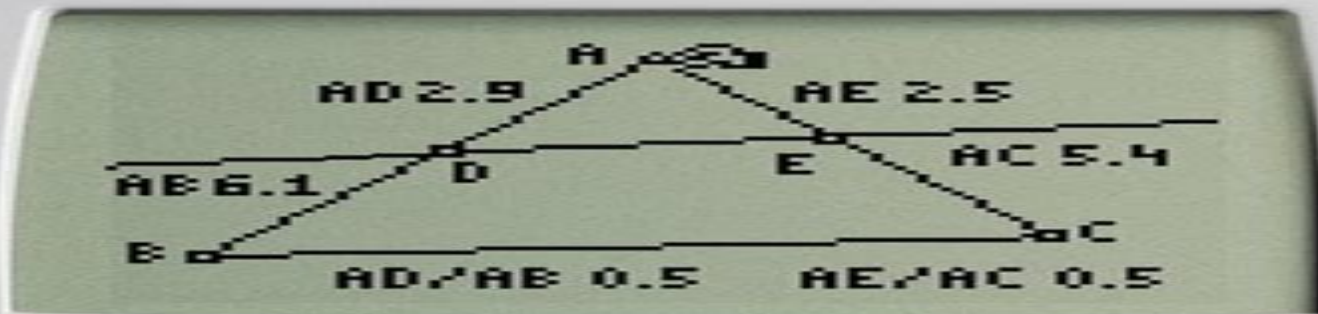 A
AD 2.9 AE 2.5
AB 6.1 D E AC 5.4
B C
AD/AB 0.5 AE/AC 0.5